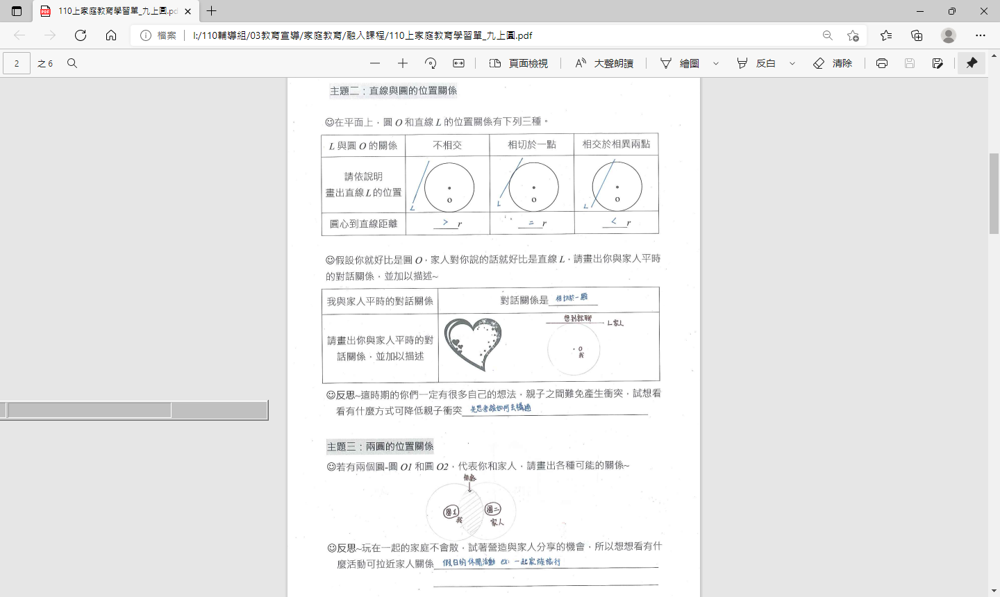 110上家庭教育學習單_九上圓.pd
檔案 I:/110輔導組/03教育宣導/家庭教育/融入課程/110上家庭教育學習單_九上圓.pdf
2 之 6 頁面檢視 大聲朗讀 繪圖 反白 清除
主題二：直線與圓的位置關係
☺在平面上，圓 O 和直線 L 的位置關係有下列三種。
L 與圓 O 的關係 不相交 相切於一點 相交於相異兩點
請依說明
畫出直線 L 的位置
L O L O L O
圓心到直線距離 > r = r < r
☺假設你就好比是圓 O，家人對你說的話就好比是直線 L，請畫出你與家人平時
的對話關係，並加以描述~
我與家人平時的對話關係 對話關係是 相切於一點
想到就聊
L家人
請畫出你與家人平時的對
話關係，並加以描述
O
我
☺反思~這時期的你們一定有很多自己的想法，親子之間難免產生衝突，試想看
看有什麼方式可降低親子衝突 先思考該如何去溝通
主題三：兩圓的位置關係
☺若有兩個圓-圓 O1 和圓 O2，代表你和家人，請畫出各種可能的關係~
相處
圓1 圓二
我 家人
☺反思~玩在一起的家庭不會散，試著營造與家人分享的機會，所以想想看有什
麼活動可拉近家人關係 假日的休閒活動 ex: 一起家族旅行